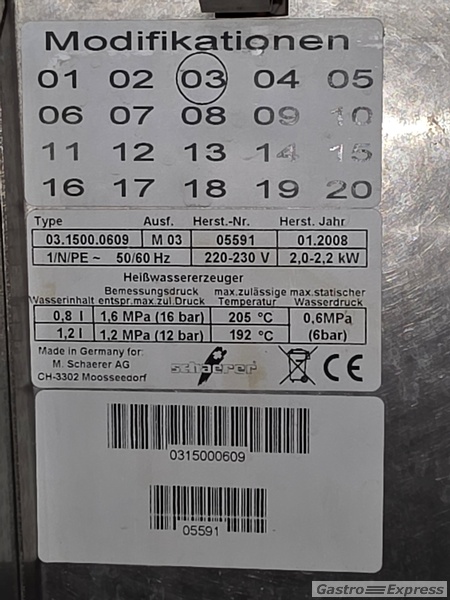 Modifikationen
01 02 03 04 05
06 07 08 09 10
11 12 13 14 15
16 17 18 19 20
Type Ausf. Herst.-Nr. Herst. Jahr
03.1500.0609 M 03 05591 01.2008
1/N/PE ~ 50/60 Hz 220-230 V 2,0-2,2 kW
Heißwassererzeuger
Bemessungsdruck max.zulässige max.statischer
Wasserinhalt entspr.max.zul.Druck Temperatur Wasserdruck
0,8 l 1,6 MPa (16 bar) 205 °C 0,6MPa
1,2 l 1,2 MPa (12 bar) 192 °C (6bar)
Made in Germany for:
M. Schaerer AG
CH-3302 Moosseedorf
schaerer
CE
0315000609
05591
Gastro Express